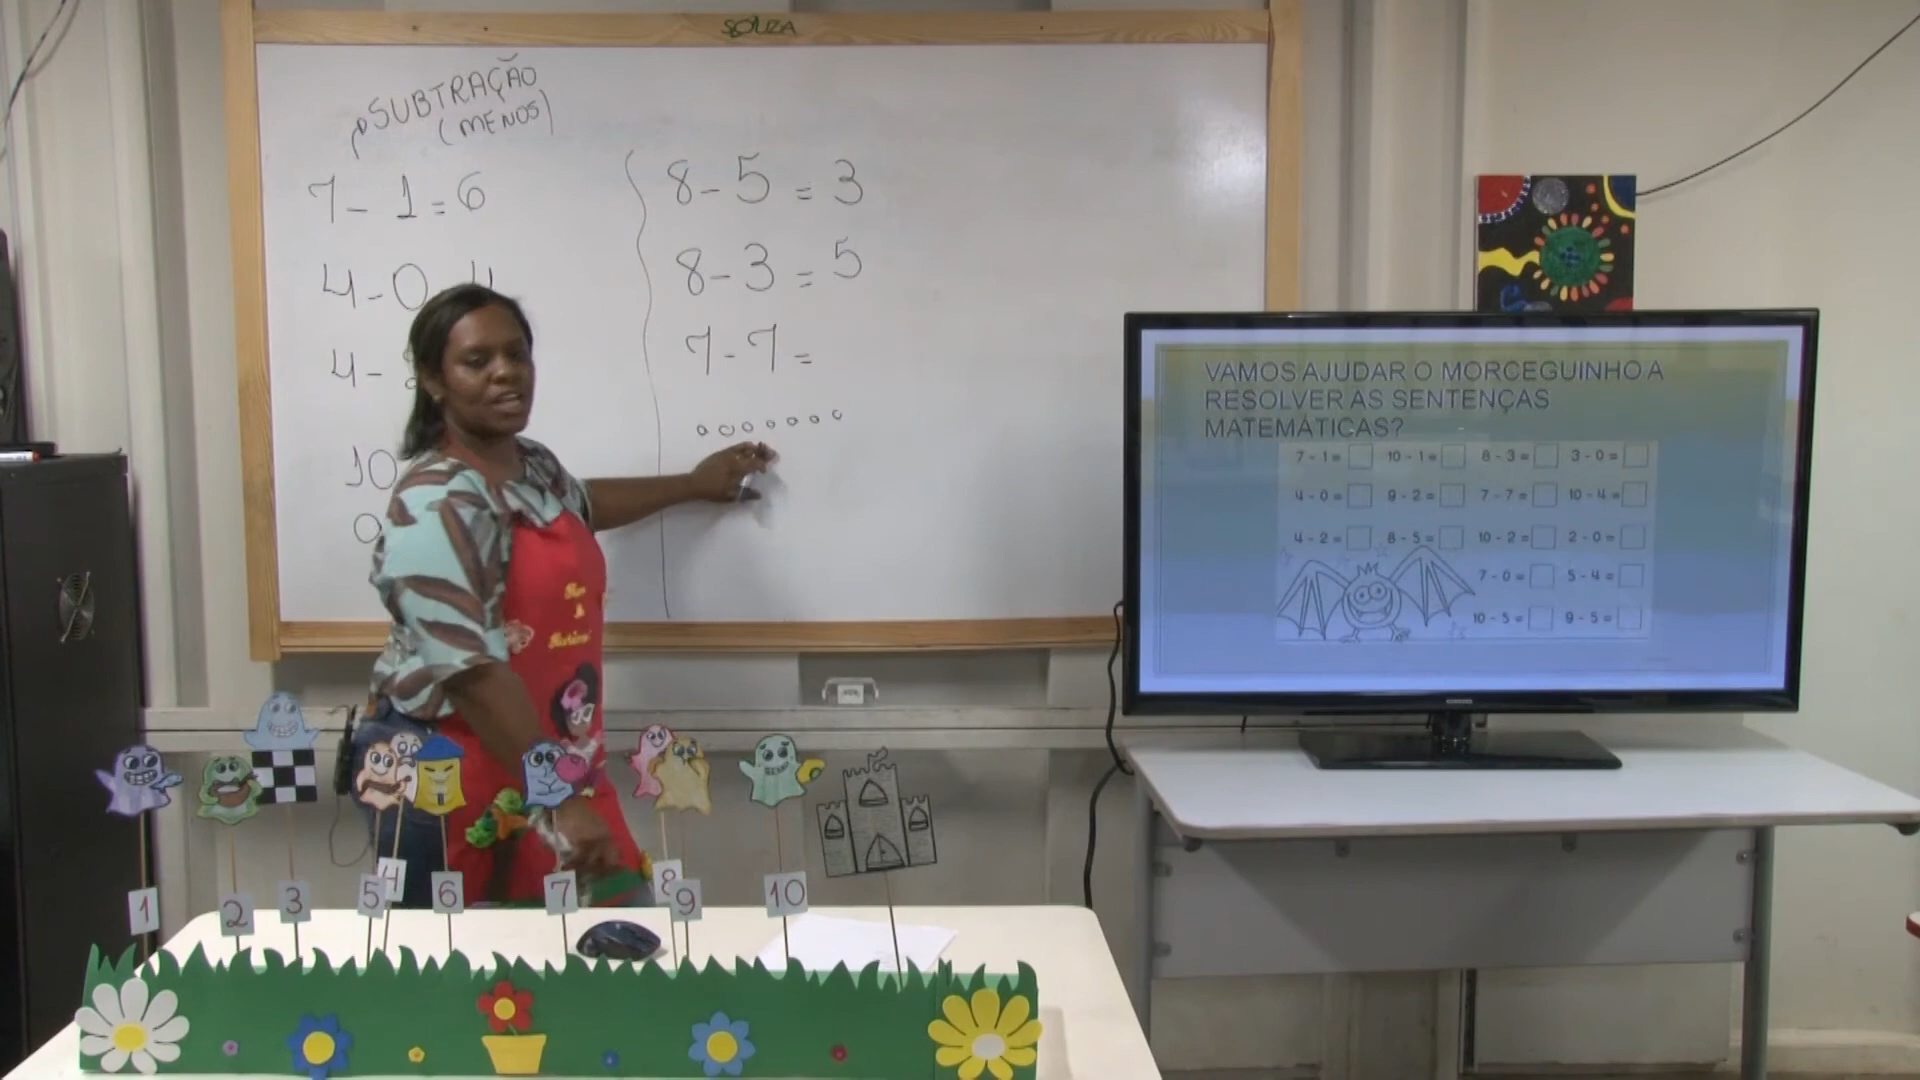 SOUZA
SUBTRAÇÃO
(MENOS)
7 - 1 = 6
4 - 0
4 -
10
9
8 - 5 = 3
8 - 3 = 5
7 - 7 =
VAMOS AJUDAR O MORCEGUINHO A
RESOLVER AS SENTENÇAS
MATEMÁTICAS?
7 - 1 = 10 - 1 = 8 - 3 = 3 - 0 =
4 - 0 = 9 - 2 = 7 - 7 = 10 - 4 =
4 - 2 = 8 - 5 = 10 - 2 = 2 - 0 =
7 - 0 = 5 - 4 =
10 - 5 = 9 - 5 =
1 2 3 5 4 6 7 8 9 10